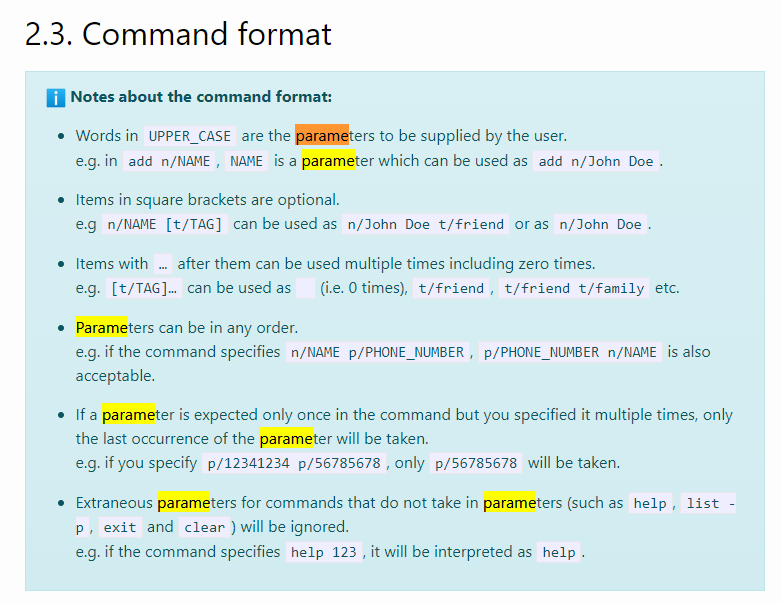 2.3. Command format
Notes about the command format:
• Words in UPPER_CASE are the parameters to be supplied by the user.
e.g. in add n/NAME , NAME is a parameter which can be used as add n/John Doe .
• Items in square brackets are optional.
e.g n/NAME [t/TAG] can be used as n/John Doe t/friend or as n/John Doe .
• Items with … after them can be used multiple times including zero times.
e.g. [t/TAG]… can be used as   (i.e. 0 times), t/friend , t/friend t/family etc.
• Parameters can be in any order.
e.g. if the command specifies n/NAME p/PHONE_NUMBER , p/PHONE_NUMBER n/NAME is also
acceptable.
• If a parameter is expected only once in the command but you specified it multiple times, only
the last occurrence of the parameter will be taken.
e.g. if you specify p/12341234 p/56785678 , only p/56785678 will be taken.
• Extraneous parameters for commands that do not take in parameters (such as help , list -
p , exit and clear ) will be ignored.
e.g. if the command specifies help 123 , it will be interpreted as help .